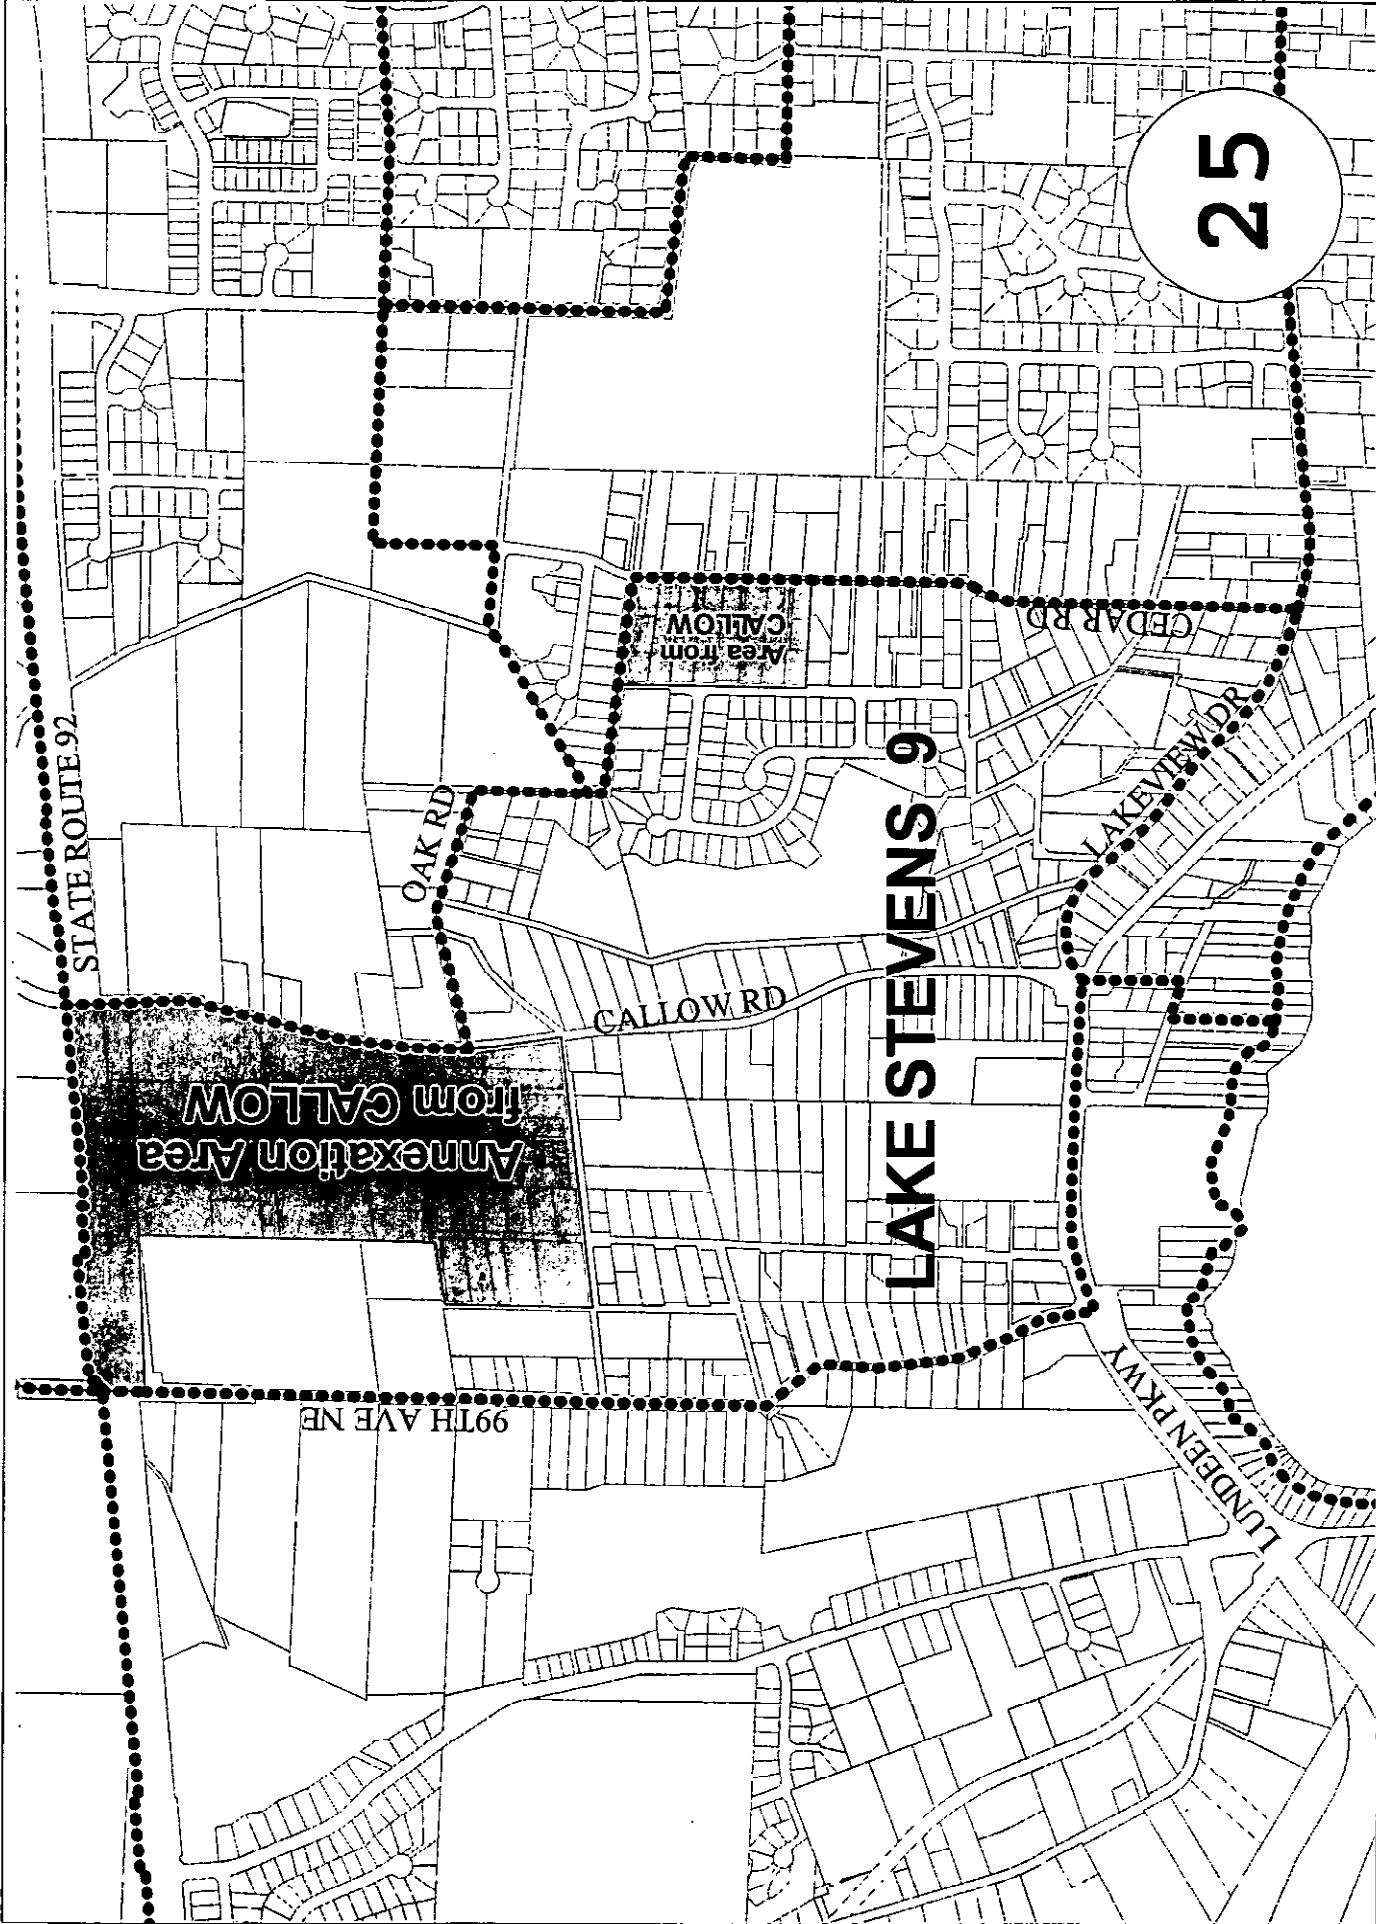 25
STATE ROUTE 92
OAK RD
Area from
CALLOW
CEDAR RD
LAKEVIEW DR
CALLOW RD
LAKE STEVENS 9
Annexation Area
from CALLOW
99TH AVE NE
LUNDEEN PKWY